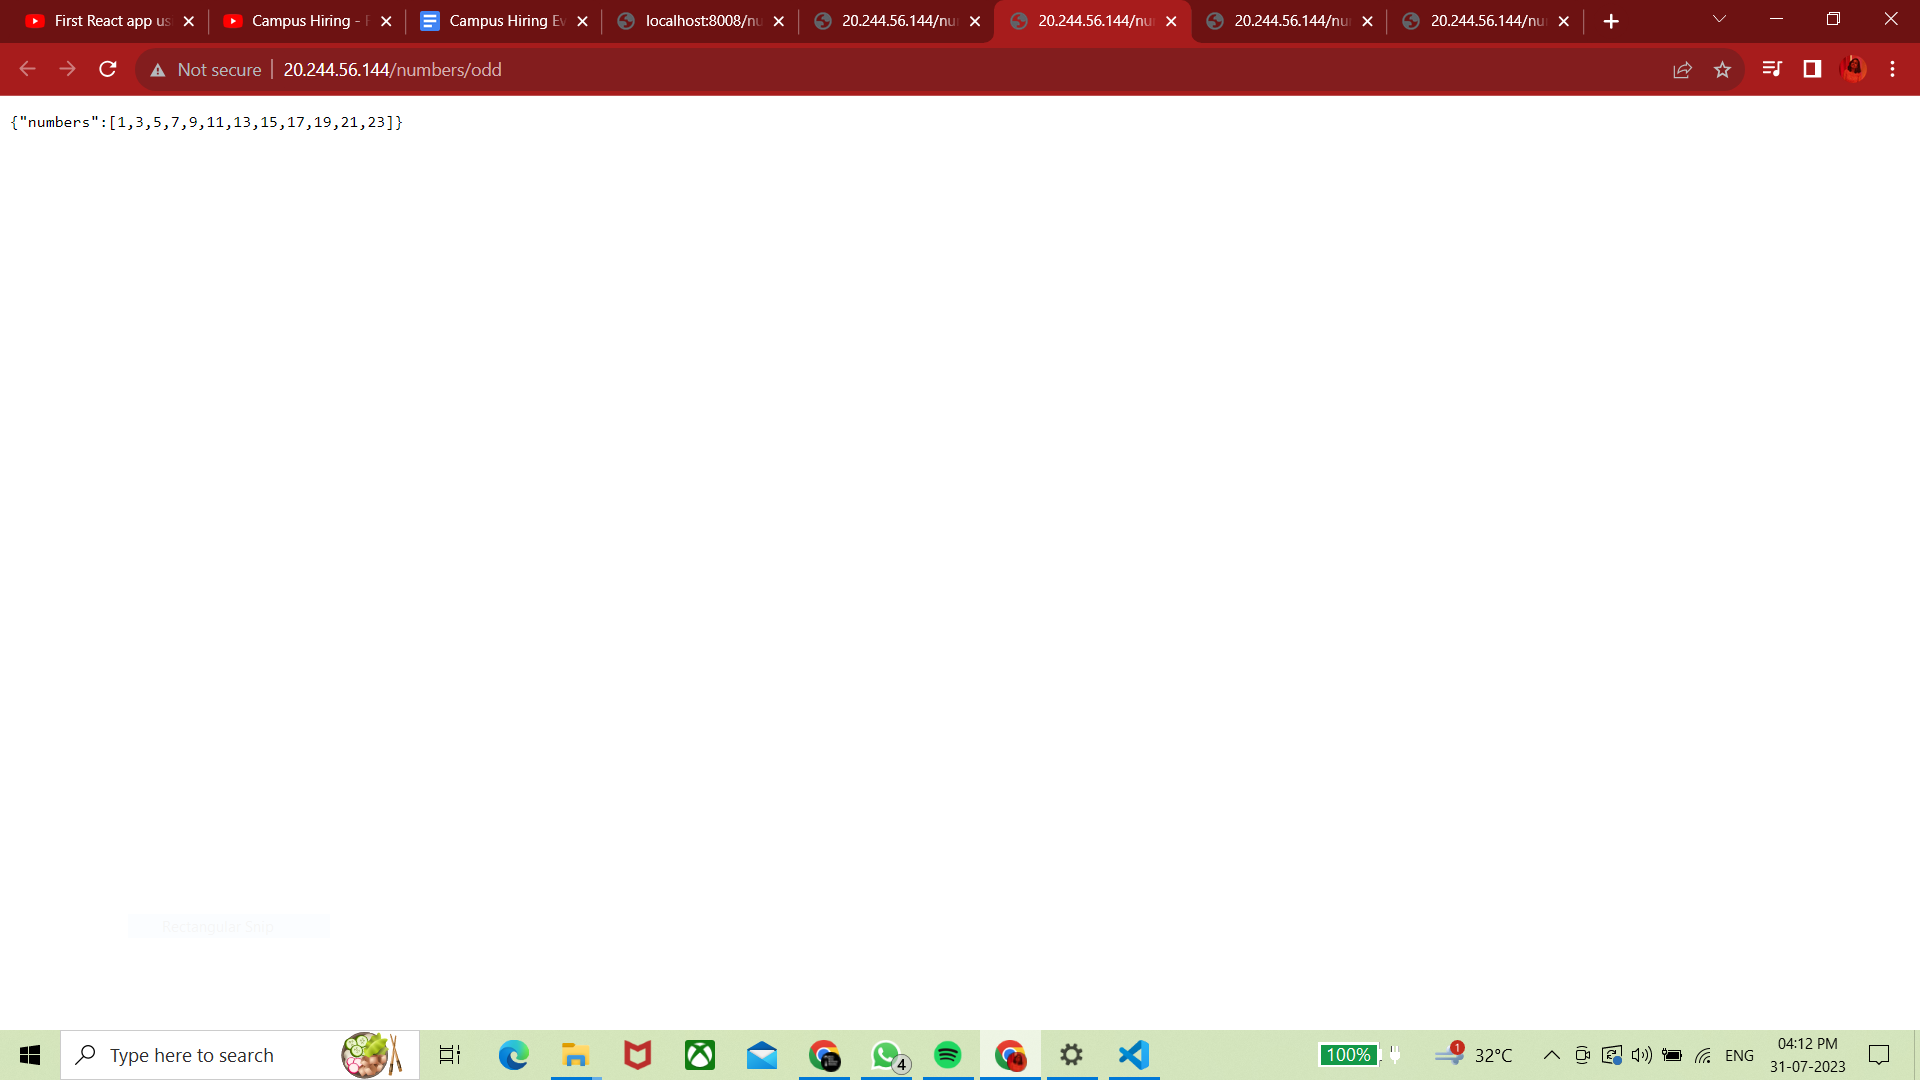 First React app us
Campus Hiring - F
Campus Hiring Ev
localhost:8008/nu
20.244.56.144/nu
20.244.56.144/nu
20.244.56.144/nu
20.244.56.144/nu
Not secure
20.244.56.144/numbers/odd
{"numbers":[1,3,5,7,9,11,13,15,17,19,21,23]}
Rectangular Snip
Type here to search
4
100%
1
32°C
ENG
04:12 PM
31-07-2023